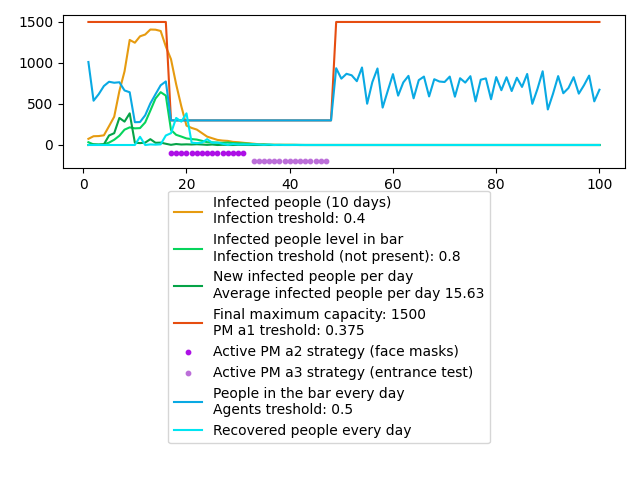 1500
1000
500
0
0 20 40 60 80 100
Infected people (10 days)
Infection treshold: 0.4
Infected people level in bar
Infection treshold (not present): 0.8
New infected people per day
Average infected people per day 15.63
Final maximum capacity: 1500
PM a1 treshold: 0.375
Active PM a2 strategy (face masks)
Active PM a3 strategy (entrance test)
People in the bar every day
Agents treshold: 0.5
Recovered people every day